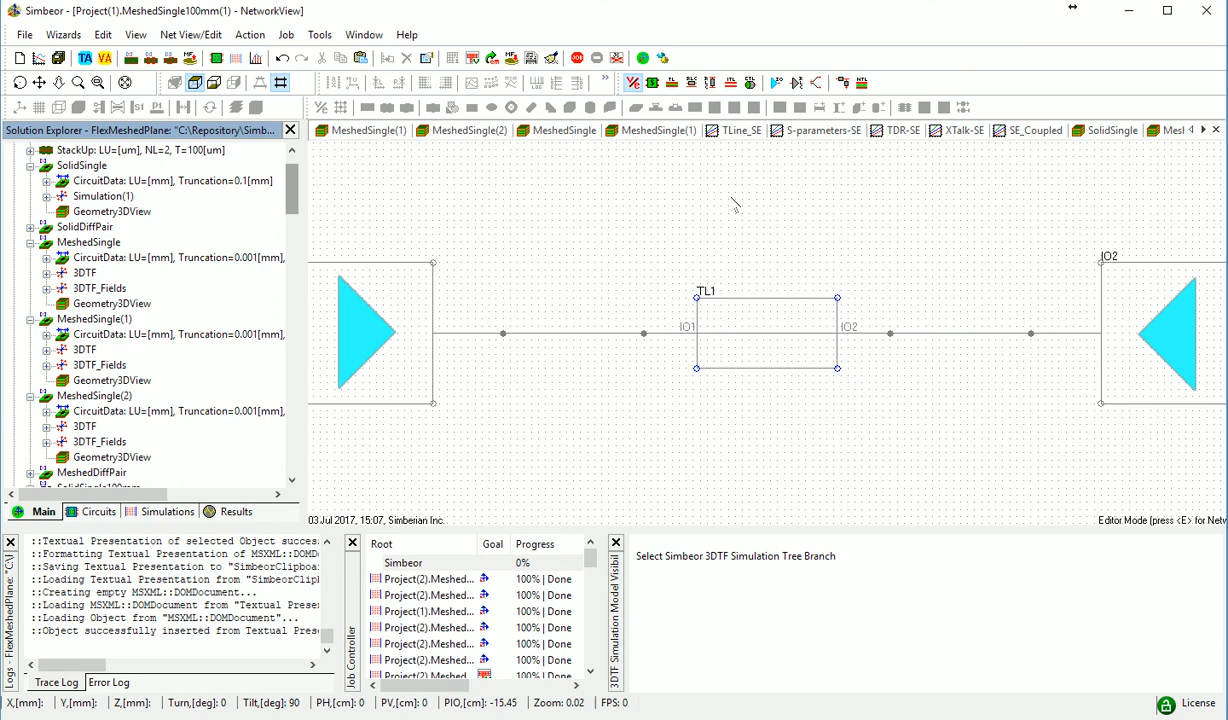 Simbeor - [Project(1).MeshedSingle100mm(1) - NetworkView]
File Wizards Edit View Net View/Edit Action Job Tools Window Help
Solution Explorer - FlexMeshedPlane: "C:\Repository\Simb...
MeshedSingle(1) MeshedSingle(2) MeshedSingle MeshedSingle(1) TLine_SE S-parameters-SE TDR-SE XTalk-SE SE_Coupled SolidSingle Mesh
StackUp: LU=[um], NL=2, T=100[um]
SolidSingle
CircuitData: LU=[mm], Truncation=0.1[mm]
Simulation(1)
Geometry3DView
SolidDiffPair
MeshedSingle
CircuitData: LU=[mm], Truncation=0.001[mm],
3DTF
3DTF_Fields
Geometry3DView
MeshedSingle(1)
CircuitData: LU=[mm], Truncation=0.001[mm],
3DTF
3DTF_Fields
Geometry3DView
MeshedSingle(2)
CircuitData: LU=[mm], Truncation=0.001[mm],
3DTF
3DTF_Fields
Geometry3DView
MeshedDiffPair
SolidSingle100mm
Main Circuits Simulations Results
IO2
TL1
IO1 IO2
03 Jul 2017, 15:07, Simberian Inc.
Editor Mode (press <E> for Netw
Logs - FlexMeshedPlane: "C:\F
::Textual Presentation of selected Object succes
::Formatting Textual Presentation of MSXML::DOMD
::Saving Textual Presentation to "SimbeorClipboa
::Loading Textual Presentation from "SimbeorClip
::Creating empty MSXML::DOMDocument...
::Loading MSXML::DOMDocument from "Textual Prese
::Loading Object from "MSXML::DOMDocument"...
::Object successfully inserted from Textual Pres
Trace Log Error Log
Job Controller
Root Goal Progress
Simbeor 0%
Project(2).Meshed... 100% | Done
Project(2).Meshed... 100% | Done
Project(1).Meshed... 100% | Done
Project(2).Meshed... 100% | Done
Project(2).Meshed... 100% | Done
Project(2).Meshed... 100% | Done
Project(2).Meshed... 100% | Done
3DTF Simulation Model Visibil
Select Simbeor 3DTF Simulation Tree Branch
X,[mm]: Y,[mm]: Z,[mm]: Turn,[deg]: 0 Tilt,[deg]: 90 PH,[cm]: 0 PV,[cm]: 0 PIO,[cm]: -15.45 Zoom: 0.02 FPS: 0 License